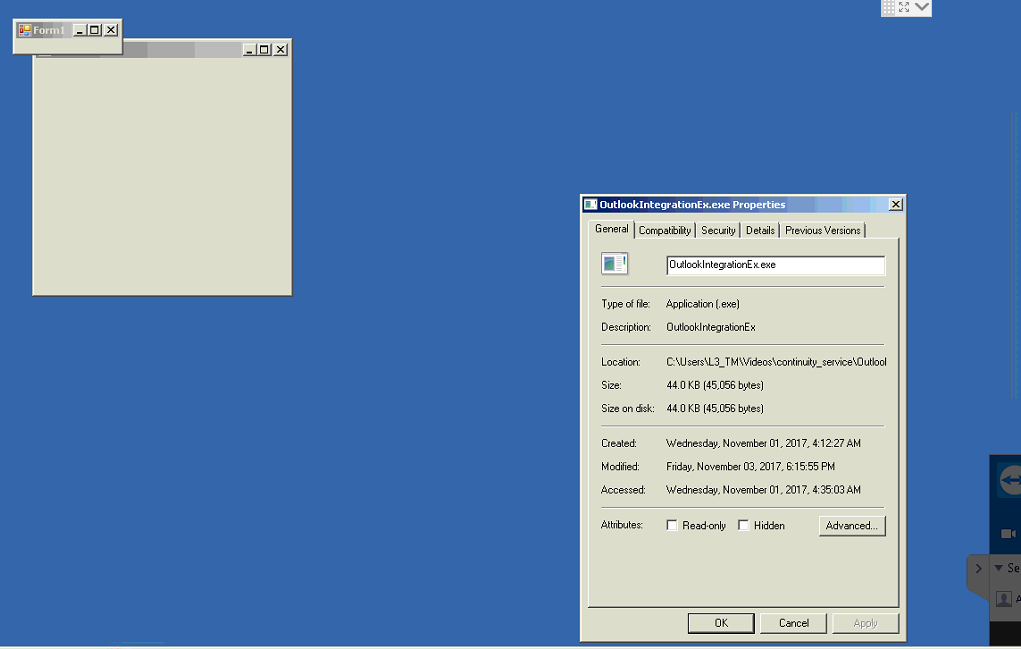 Form1
OutlookIntegrationEx.exe Properties
General Compatibility Security Details Previous Versions
OutlookIntegrationEx.exe
Type of file: Application (.exe)
Description: OutlookIntegrationEx
Location: C:\Users\L3_TM\Videos\continuity_service\Outlool
Size: 44.0 KB (45,056 bytes)
Size on disk: 44.0 KB (45,056 bytes)
Created: Wednesday, November 01, 2017, 4:12:27 AM
Modified: Friday, November 03, 2017, 6:15:55 PM
Accessed: Wednesday, November 01, 2017, 4:35:03 AM
Attributes: Read-only Hidden Advanced...
Se
A
OK Cancel Apply